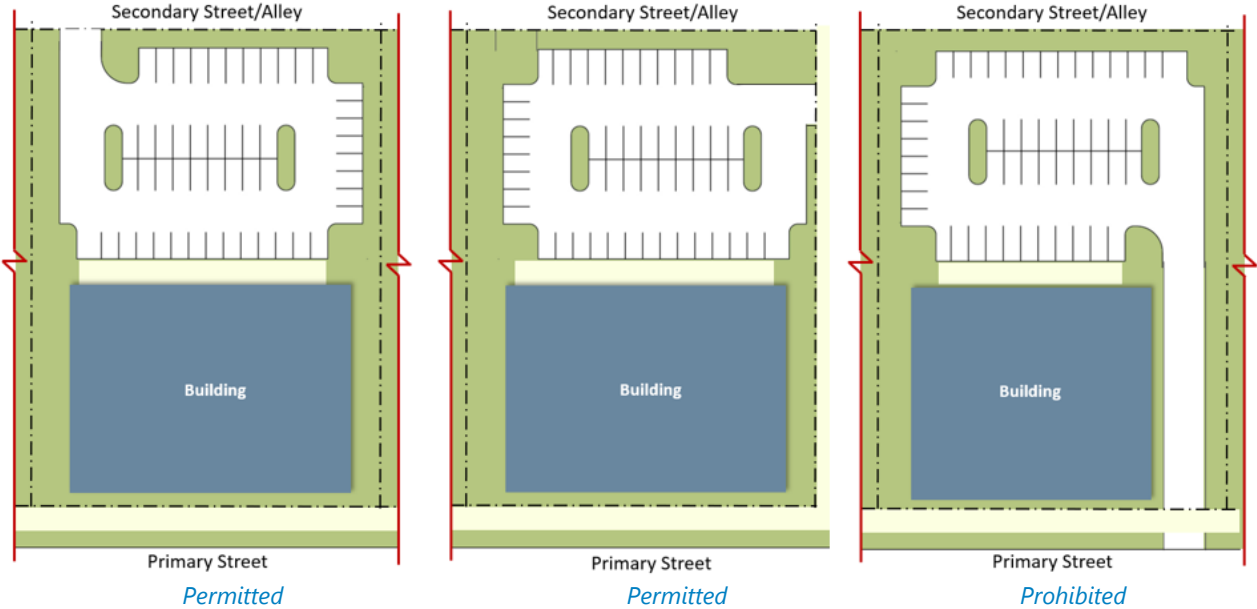 Secondary Street/Alley
Secondary Street/Alley
Secondary Street/Alley
Building
Building
Building
Primary Street
Primary Street
Primary Street
Permitted
Permitted
Prohibited